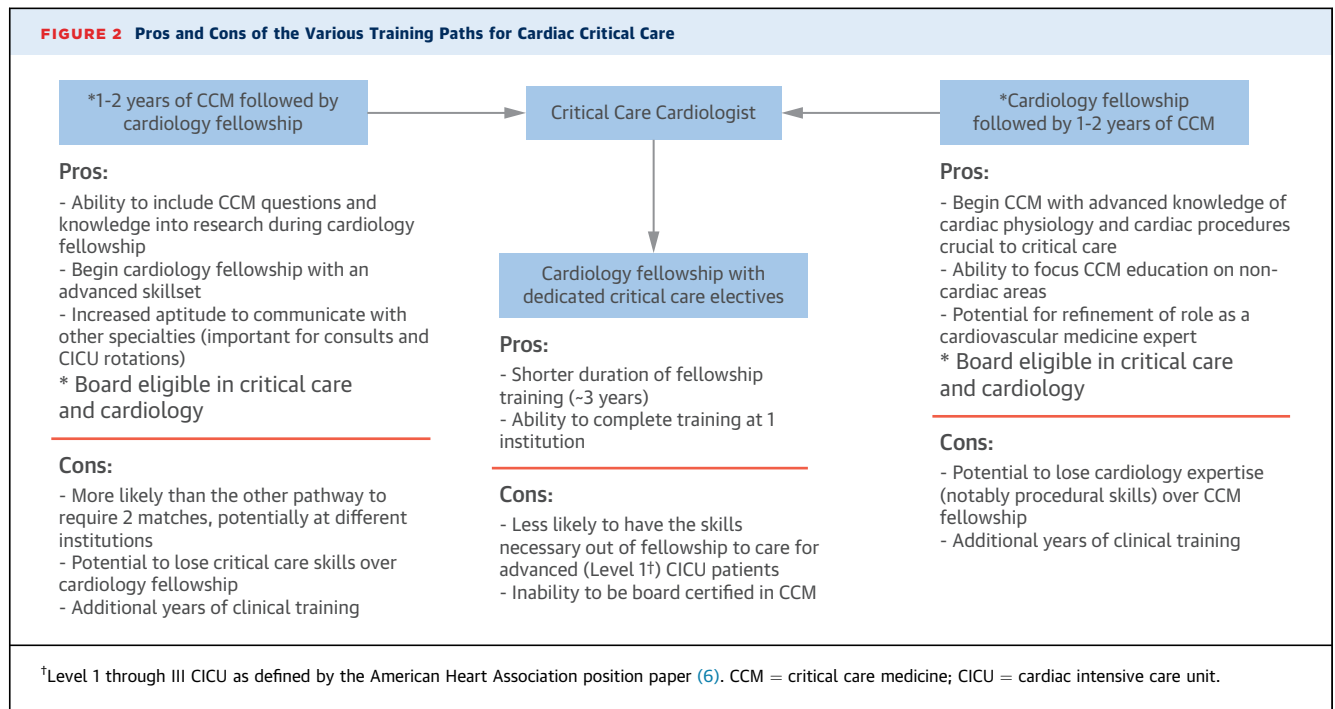 FIGURE 2 Pros and Cons of the Various Training Paths for Cardiac Critical Care
*1-2 years of CCM followed by
cardiology fellowship
Pros:
- Ability to include CCM questions and
knowledge into research during cardiology
fellowship
- Begin cardiology fellowship with an
advanced skillset
- Increased aptitude to communicate with
other specialties (important for consults and
CICU rotations)
* Board eligible in critical care
and cardiology
Cons:
- More likely than the other pathway to
require 2 matches, potentially at different
institutions
- Potential to lose critical care skills over
cardiology fellowship
- Additional years of clinical training
Critical Care Cardiologist
Cardiology fellowship with
dedicated critical care electives
Pros:
- Shorter duration of fellowship
training (~3 years)
- Ability to complete training at 1
institution
Cons:
- Less likely to have the skills
necessary out of fellowship to care for
advanced (Level 1†) CICU patients
- Inability to be board certified in CCM
*Cardiology fellowship
followed by 1-2 years of CCM
Pros:
- Begin CCM with advanced knowledge of
cardiac physiology and cardiac procedures
crucial to critical care
- Ability to focus CCM education on non-
cardiac areas
- Potential for refinement of role as a
cardiovascular medicine expert
* Board eligible in critical care
and cardiology
Cons:
- Potential to lose cardiology expertise
(notably procedural skills) over CCM
fellowship
- Additional years of clinical training
†Level 1 through III CICU as defined by the American Heart Association position paper (6). CCM = critical care medicine; CICU = cardiac intensive care unit.